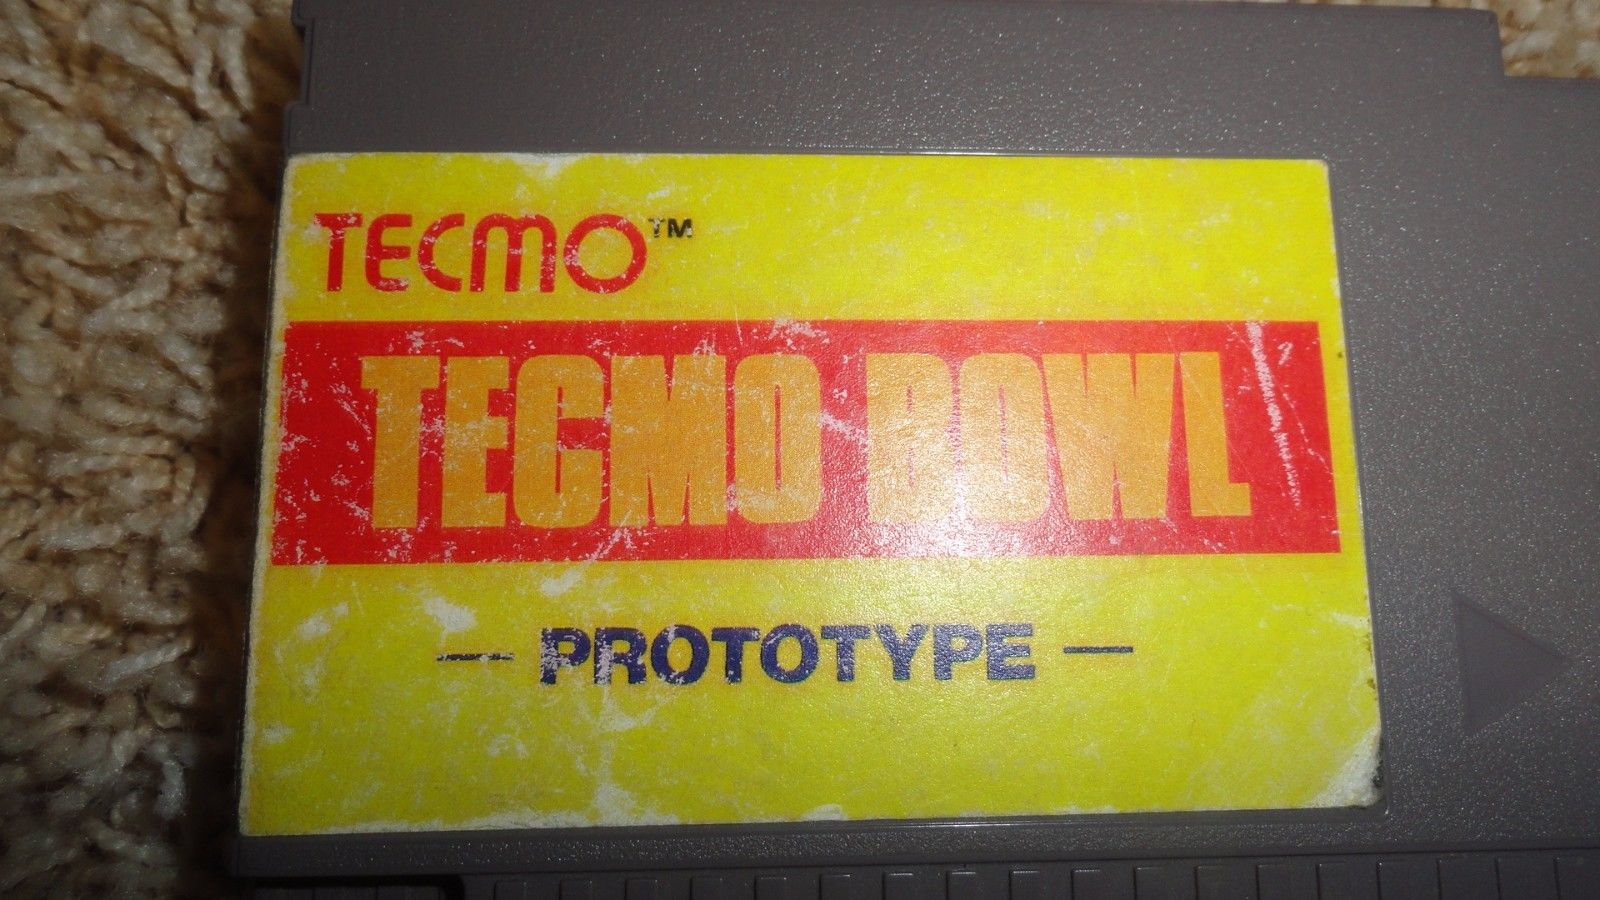 TECMO™
TECMO BOWL
— PROTOTYPE —